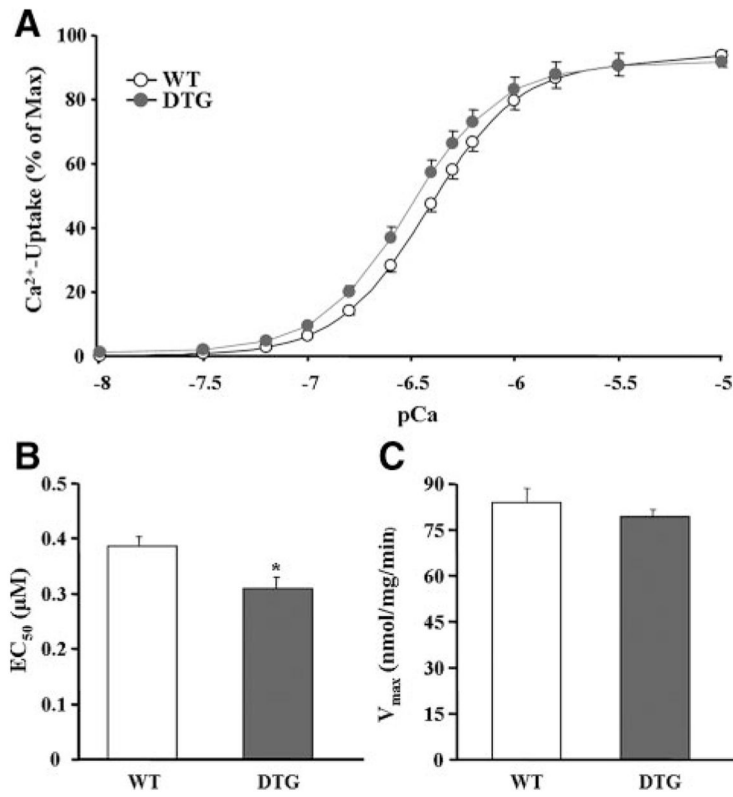 A
Ca²⁺-Uptake (% of Max)
100
80
60
40
20
0
WT
DTG
-8
-7.5
-7
-6.5
-6
-5.5
-5
pCa
B
EC₅₀ (μM)
0.5
0.4
0.3
0.2
0.1
0
*
WT
DTG
C
Vₘₐₓ (nmol/mg/min)
90
75
60
45
30
15
0
WT
DTG